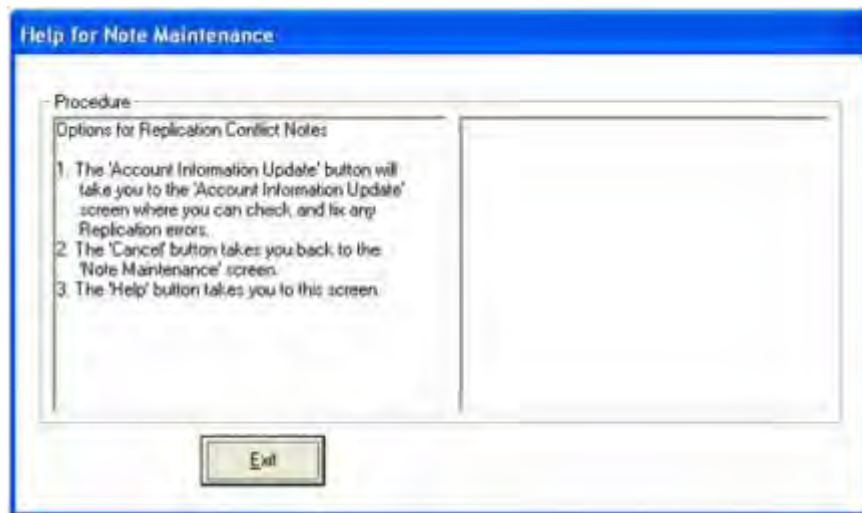 Help for Note Maintenance
Procedure
Options for Replication Conflict Notes
1. The 'Account Information Update' button will
take you to the 'Account Information Update'
screen where you can check and fix any
Replication errors.
2. The 'Cancel' button takes you back to the
'Note Maintenance' screen.
3. The 'Help' button takes you to this screen.
Exit